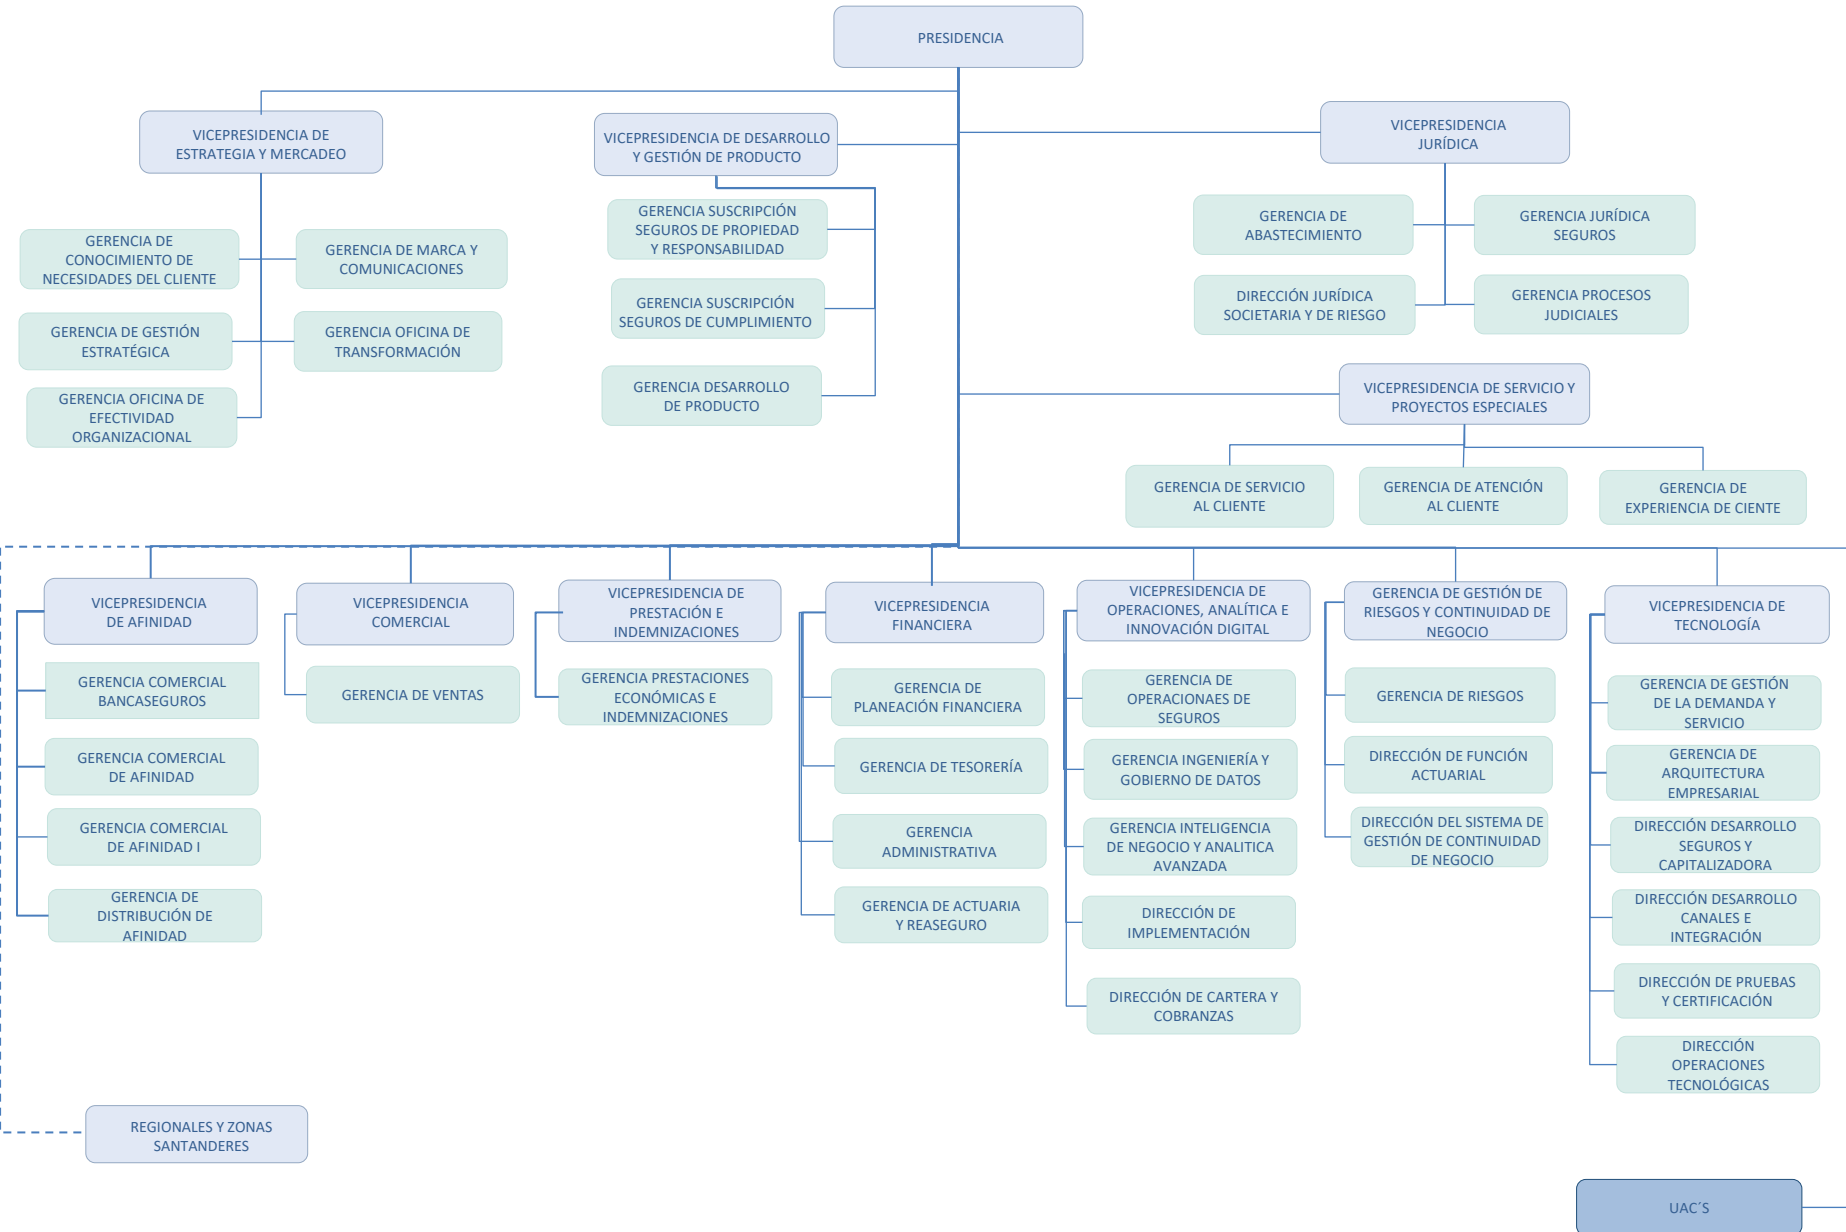 PRESIDENCIA
VICEPRESIDENCIA DE
ESTRATEGIA Y MERCADEO
GERENCIA DE
CONOCIMIENTO DE
NECESIDADES DEL CLIENTE
GERENCIA DE MARCA Y
COMUNICACIONES
GERENCIA DE GESTIÓN
ESTRATÉGICA
GERENCIA OFICINA DE
TRANSFORMACIÓN
GERENCIA OFICINA DE
EFECTIVIDAD
ORGANIZACIONAL
VICEPRESIDENCIA DE DESARROLLO
Y GESTIÓN DE PRODUCTO
GERENCIA SUSCRIPCIÓN
SEGUROS DE PROPIEDAD
Y RESPONSABILIDAD
GERENCIA SUSCRIPCIÓN
SEGUROS DE CUMPLIMIENTO
GERENCIA DESARROLLO
DE PRODUCTO
VICEPRESIDENCIA
JURÍDICA
GERENCIA DE
ABASTECIMIENTO
GERENCIA JURÍDICA
SEGUROS
DIRECCIÓN JURÍDICA
SOCIETARIA Y DE RIESGO
GERENCIA PROCESOS
JUDICIALES
VICEPRESIDENCIA DE SERVICIO Y
PROYECTOS ESPECIALES
GERENCIA DE SERVICIO
AL CLIENTE
GERENCIA DE ATENCIÓN
AL CLIENTE
GERENCIA DE
EXPERIENCIA DE CIENTE
VICEPRESIDENCIA
DE AFINIDAD
GERENCIA COMERCIAL
BANCASEGUROS
GERENCIA COMERCIAL
DE AFINIDAD
GERENCIA COMERCIAL
DE AFINIDAD I
GERENCIA DE
DISTRIBUCIÓN DE
AFINIDAD
VICEPRESIDENCIA
COMERCIAL
GERENCIA DE VENTAS
VICEPRESIDENCIA DE
PRESTACIÓN E
INDEMNIZACIONES
GERENCIA PRESTACIONES
ECONÓMICAS E
INDEMNIZACIONES
VICEPRESIDENCIA
FINANCIERA
GERENCIA DE
PLANEACIÓN FINANCIERA
GERENCIA DE TESORERÍA
GERENCIA
ADMINISTRATIVA
GERENCIA DE ACTUARIA
Y REASEGURO
VICEPRESIDENCIA DE
OPERACIONES, ANALÍTICA E
INNOVACIÓN DIGITAL
GERENCIA DE
OPERACIONAES DE
SEGUROS
GERENCIA INGENIERÍA Y
GOBIERNO DE DATOS
GERENCIA INTELIGENCIA
DE NEGOCIO Y ANALITICA
AVANZADA
DIRECCIÓN DE
IMPLEMENTACIÓN
DIRECCIÓN DE CARTERA Y
COBRANZAS
GERENCIA DE GESTIÓN DE
RIESGOS Y CONTINUIDAD DE
NEGOCIO
GERENCIA DE RIESGOS
DIRECCIÓN DE FUNCIÓN
ACTUARIAL
DIRECCIÓN DEL SISTEMA DE
GESTIÓN DE CONTINUIDAD
DE NEGOCIO
VICEPRESIDENCIA DE
TECNOLOGÍA
GERENCIA DE GESTIÓN
DE LA DEMANDA Y
SERVICIO
GERENCIA DE
ARQUITECTURA
EMPRESARIAL
DIRECCIÓN DESARROLLO
SEGUROS Y
CAPITALIZADORA
DIRECCIÓN DESARROLLO
CANALES E
INTEGRACIÓN
DIRECCIÓN DE PRUEBAS
Y CERTIFICACIÓN
DIRECCIÓN
OPERACIONES
TECNOLÓGICAS
REGIONALES Y ZONAS
SANTANDERES
UAC´S